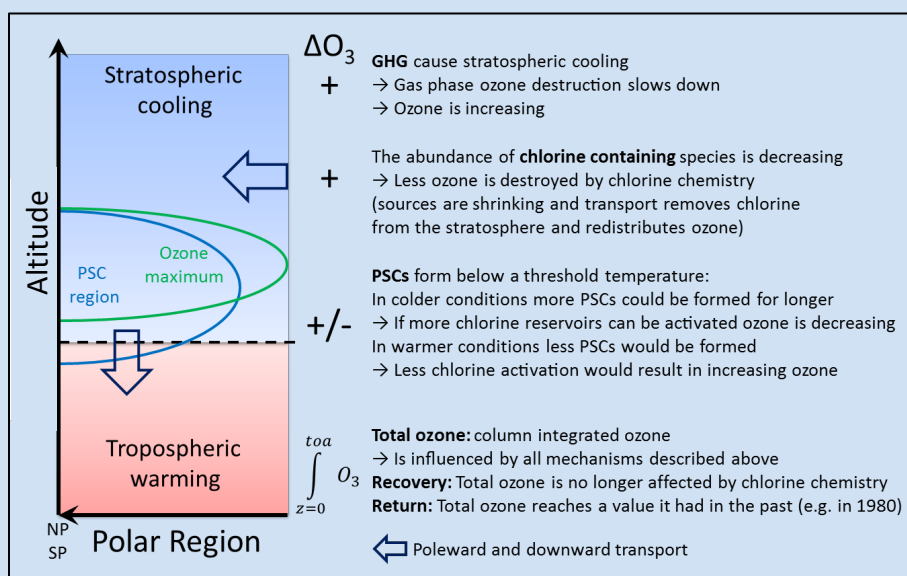 Altitude
Stratospheric
cooling
PSC
region
Ozone
maximum
Tropospheric
warming
NP
SP
Polar Region
ΔO₃
+
GHG cause stratospheric cooling
→ Gas phase ozone destruction slows down
→ Ozone is increasing
+
The abundance of chlorine containing species is decreasing
→ Less ozone is destroyed by chlorine chemistry
(sources are shrinking and transport removes chlorine
from the stratosphere and redistributes ozone)
+/-
PSCs form below a threshold temperature:
In colder conditions more PSCs could be formed for longer
→ If more chlorine reservoirs can be activated ozone is decreasing
In warmer conditions less PSCs would be formed
→ Less chlorine activation would result in increasing ozone
toa
∫ O₃
z=0
Total ozone: column integrated ozone
→ Is influenced by all mechanisms described above
Recovery: Total ozone is no longer affected by chlorine chemistry
Return: Total ozone reaches a value it had in the past (e.g. in 1980)
Poleward and downward transport